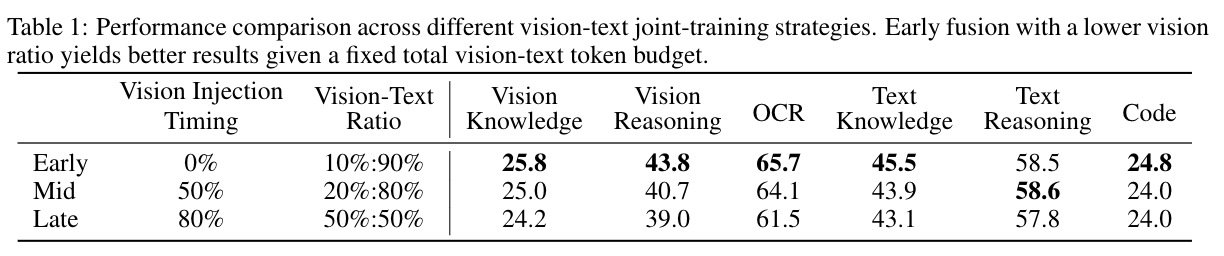 Table 1: Performance comparison across different vision-text joint-training strategies. Early fusion with a lower vision
ratio yields better results given a fixed total vision-text token budget.
Vision Injection Timing Vision-Text Ratio Vision Knowledge Vision Reasoning OCR Text Knowledge Text Reasoning Code
Early 0% 10%:90% 25.8 43.8 65.7 45.5 58.5 24.8
Mid 50% 20%:80% 25.0 40.7 64.1 43.9 58.6 24.0
Late 80% 50%:50% 24.2 39.0 61.5 43.1 57.8 24.0